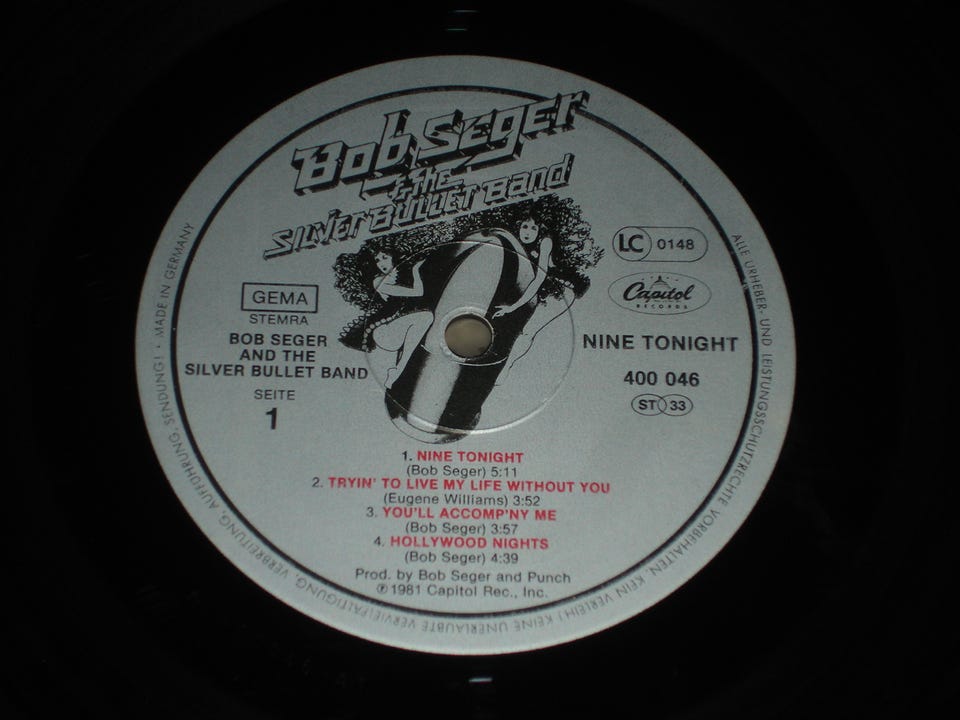 Bob Seger
& the
Silver Bullet Band
LC 0148
Capitol
RECORDS
GEMA
STEMRA
BOB SEGER
AND THE
SILVER BULLET BAND
SEITE
1
NINE TONIGHT
400 046
ST 33
1. NINE TONIGHT
(Bob Seger) 5:11
2. TRYIN' TO LIVE MY LIFE WITHOUT YOU
(Eugene Williams) 3:52
3. YOU'LL ACCOMP'NY ME
(Bob Seger) 3:57
4. HOLLYWOOD NIGHTS
(Bob Seger) 4:39
Prod. by Bob Seger and Punch
℗ 1981 Capitol Rec., Inc.
ALLE URHEBER- UND LEISTUNGSSCHUTZRECHTE VORBEHALTEN. KEIN VERLEIH! KEINE UNERLAUBTE VERVIELFÄLTIGUNG, VERBREITUNG, AUFFÜHRUNG, SENDUNG! • MADE IN GERMANY